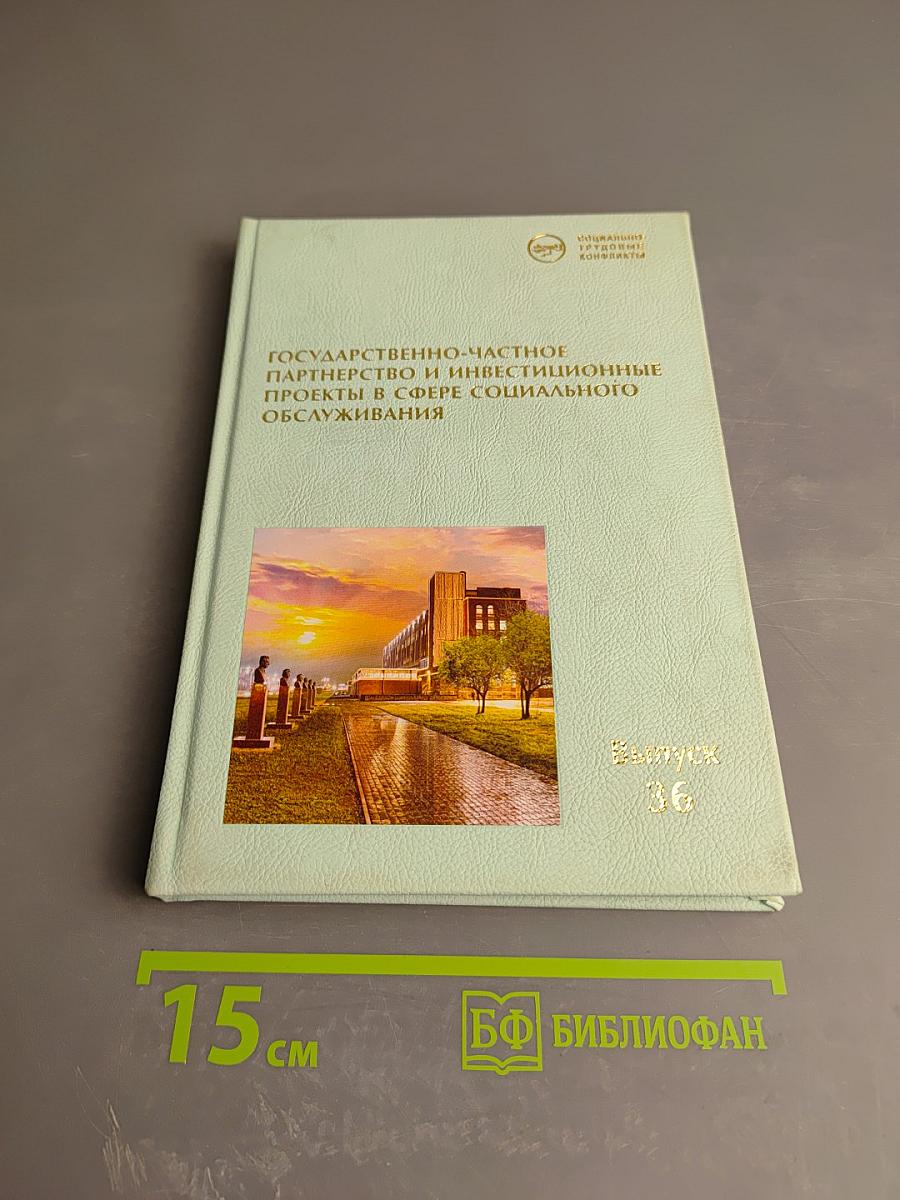 СОЦИАЛЬНО-
ТРУДОВЫЕ
КОНФЛИКТЫ
ГОСУДАРСТВЕННО-ЧАСТНОЕ
ПАРТНЕРСТВО И ИНВЕСТИЦИОННЫЕ
ПРОЕКТЫ В СФЕРЕ СОЦИАЛЬНОГО
ОБСЛУЖИВАНИЯ
Выпуск
36
15 см
БФ БИБЛИОФАН